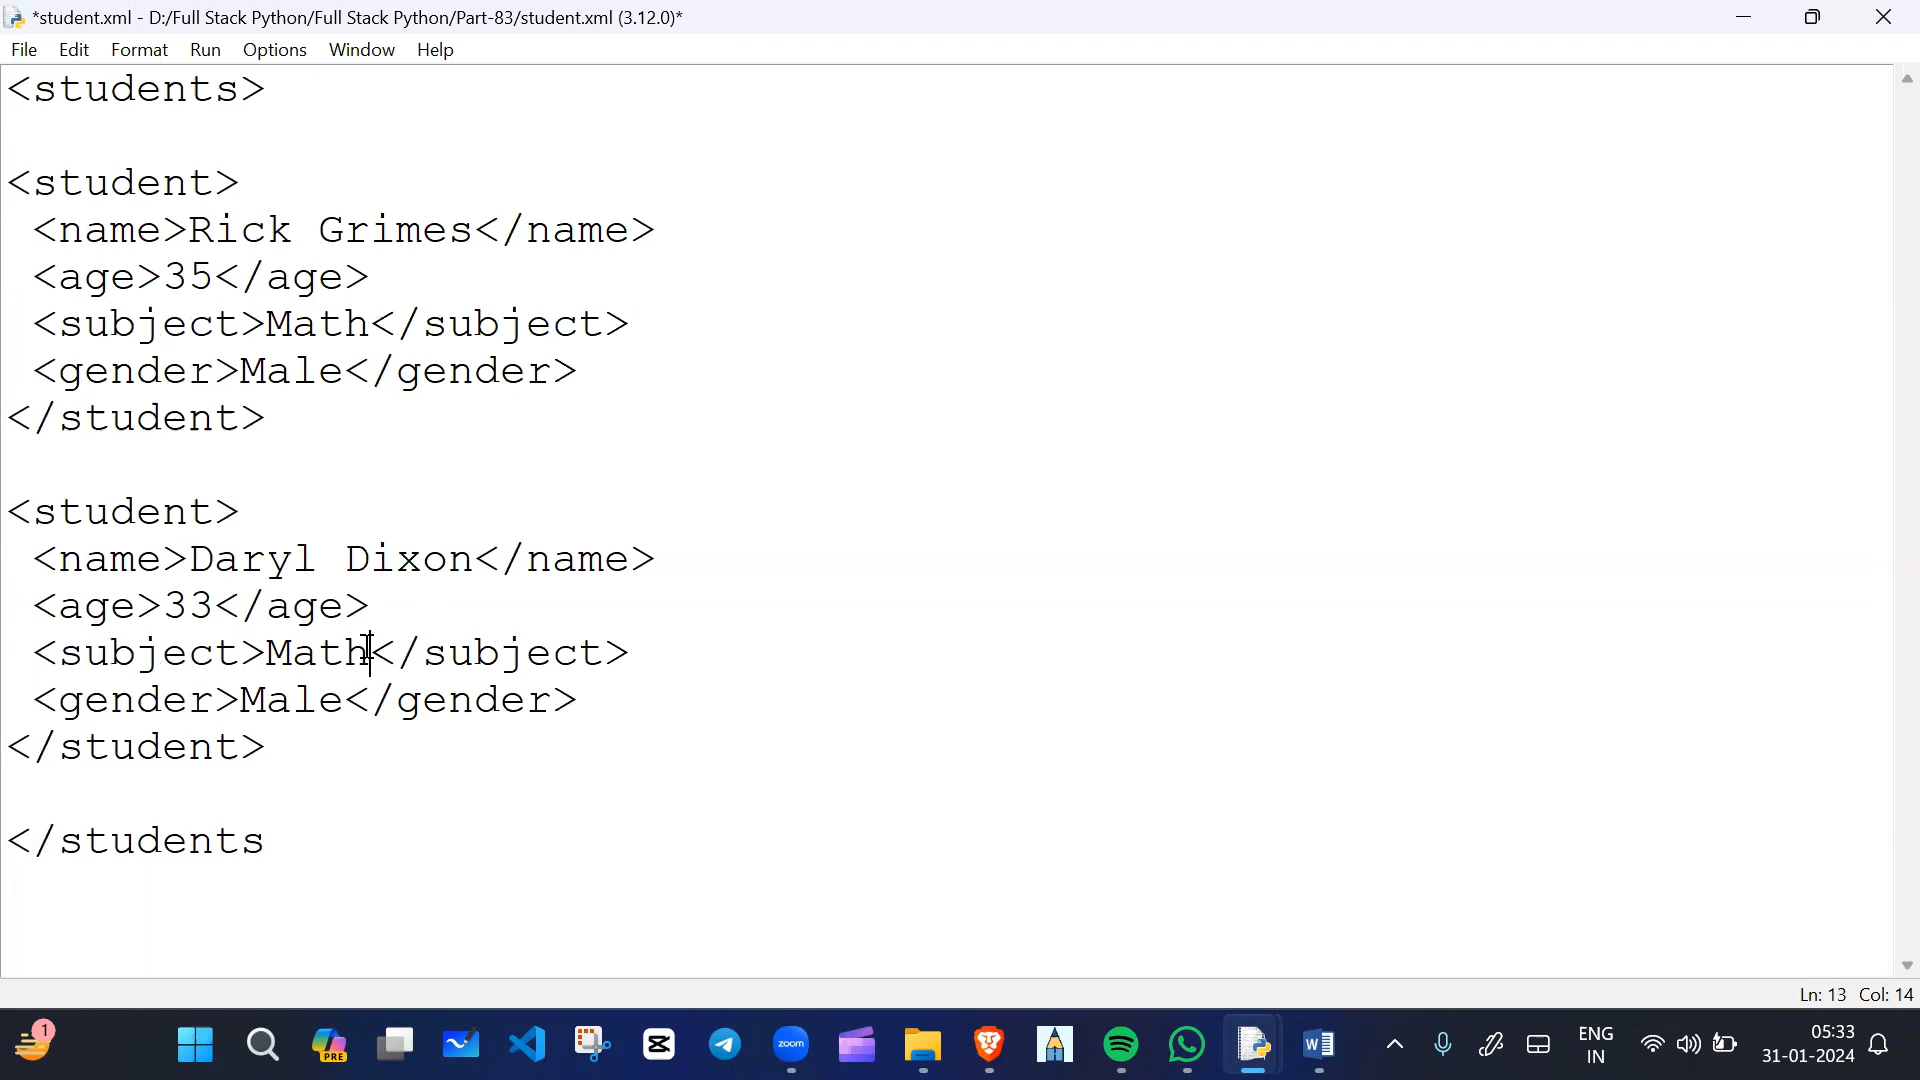 *student.xml - D:/Full Stack Python/Full Stack Python/Part-83/student.xml (3.12.0)*
File Edit Format Run Options Window Help
<students>
<student>
<name>Rick Grimes</name>
<age>35</age>
<subject>Math</subject>
<gender>Male</gender>
</student>
<student>
<name>Daryl Dixon</name>
<age>33</age>
<subject>Math</subject>
<gender>Male</gender>
</student>
</students
Ln: 13 Col: 14
1
PRE
zoom
W
ENG
IN
05:33
31-01-2024